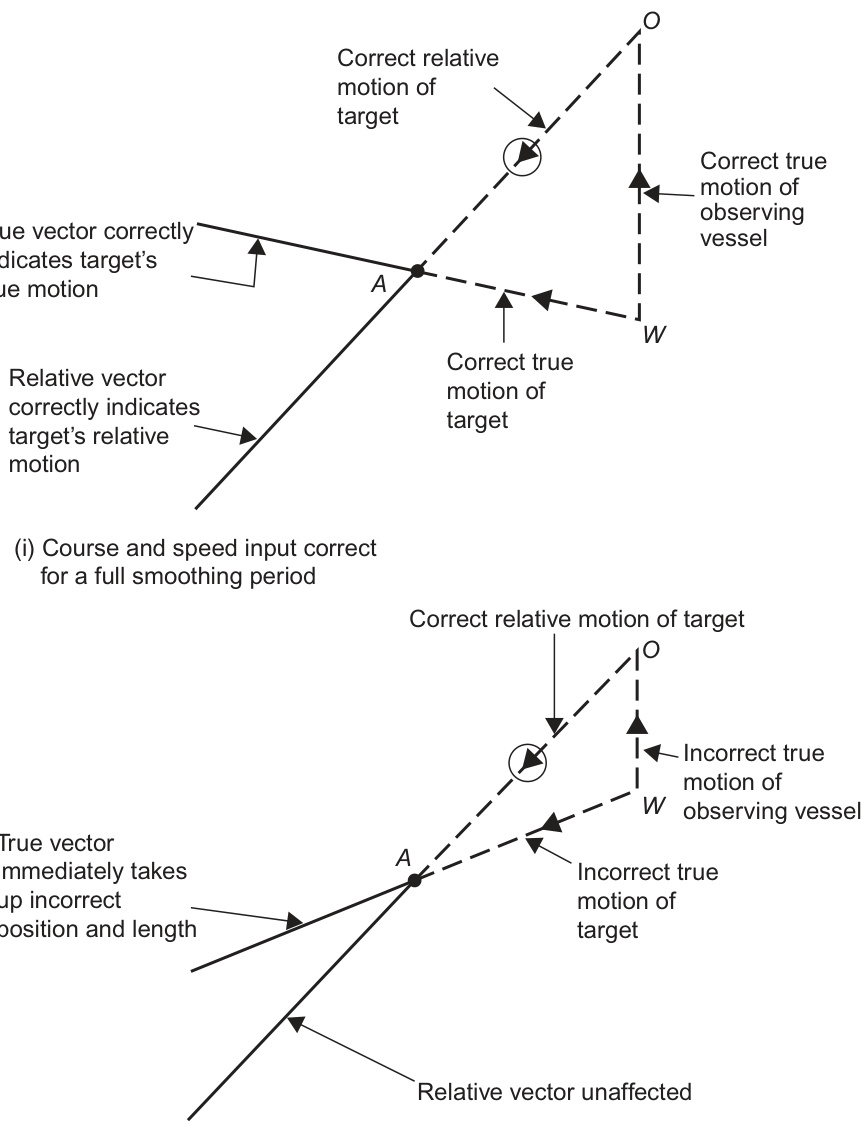 O
Correct relative
motion of
target
Correct true
motion of
observing
vessel
ue vector correctly
dicates target's
ue motion
A
W
Correct true
motion of
target
Relative vector
correctly indicates
target's relative
motion
(i) Course and speed input correct
for a full smoothing period
Correct relative motion of target
O
Incorrect true
motion of
observing vessel
W
True vector
immediately takes
up incorrect
position and length
A
Incorrect true
motion of
target
Relative vector unaffected